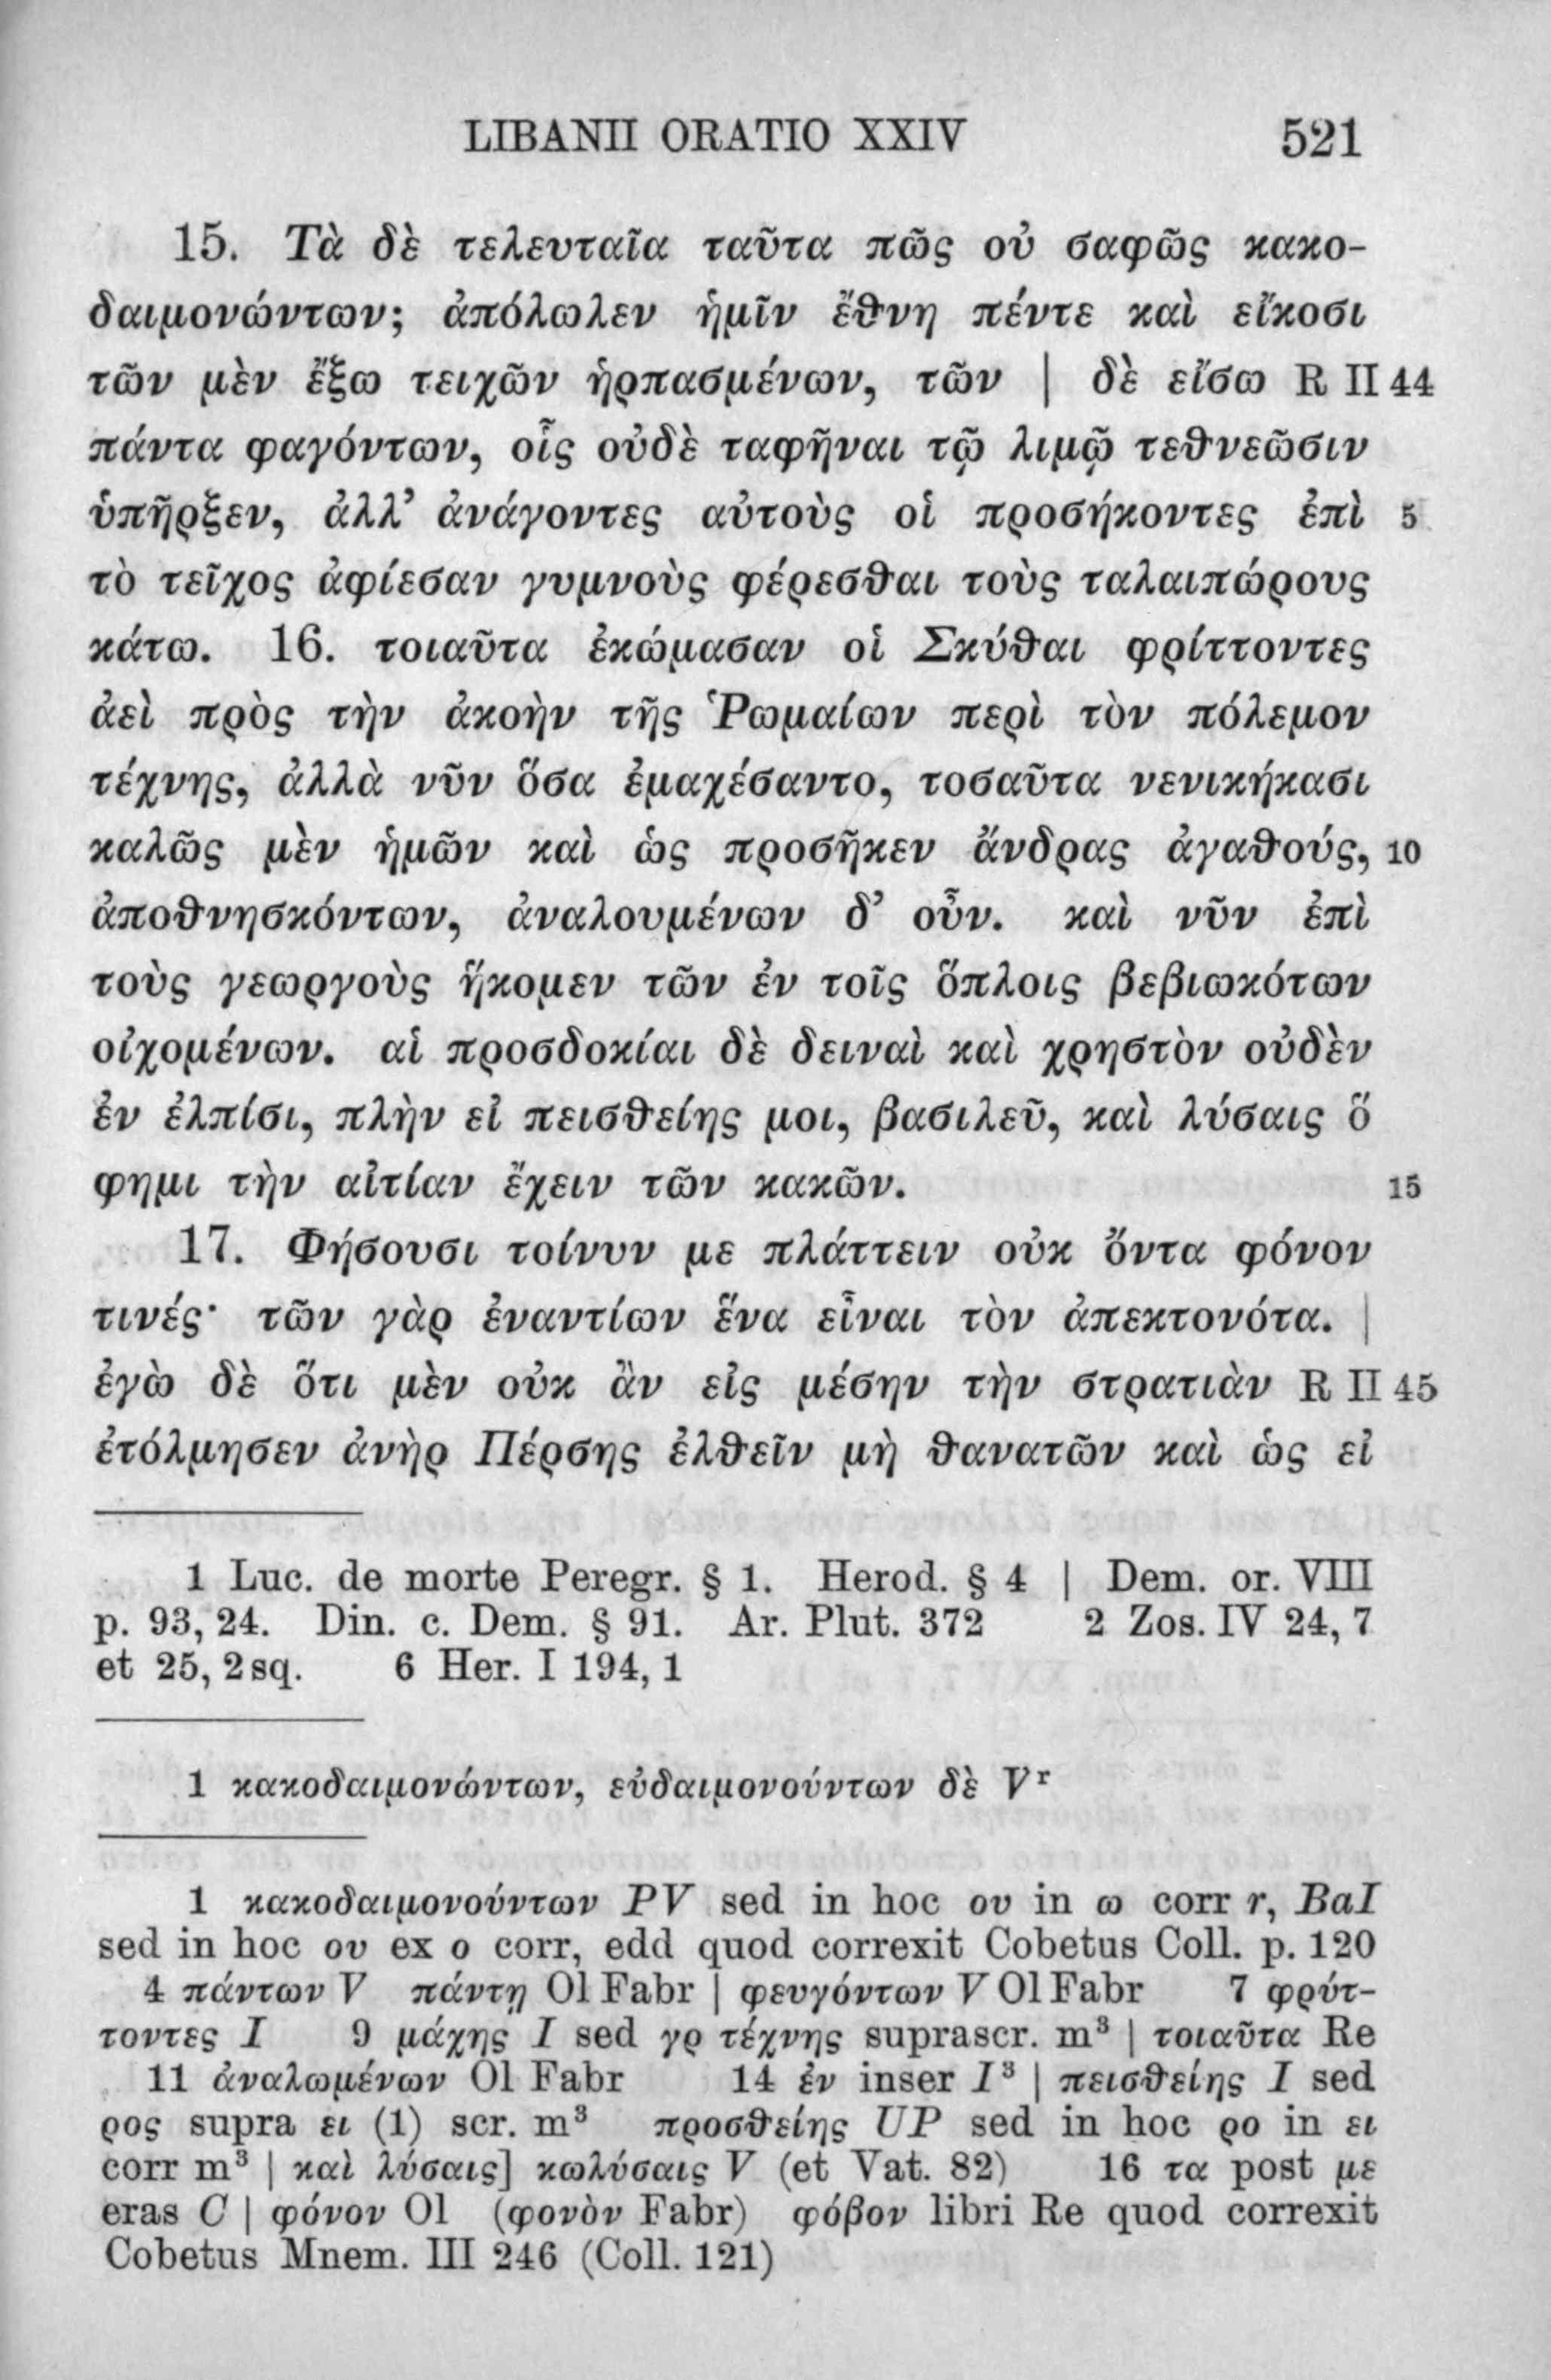 LIBANII ORATIO XXIV 521
15. Τὰ δὲ τελευταῖα ταῦτα πῶς οὐ σαφῶς κακο-
δαιμονώντων; ἀπόλωλεν ἡμῖν ἔθνη πέντε καὶ εἴκοσι
τῶν μὲν ἔξω τειχῶν ἡρπασμένων, τῶν | δὲ εἴσω R II 44
πάντα φαγόντων, οἷς οὐδὲ ταφῆναι τῷ λιμῷ τεθνεῶσιν
ὑπῆρξεν, ἀλλ’ ἀνάγοντες αὐτοὺς οἱ προσήκοντες ἐπὶ 5
τὸ τεῖχος ἀφίεσαν γυμνοὺς φέρεσθαι τοὺς ταλαιπώρους
κάτω. 16. τοιαῦτα ἐκώμασαν οἱ Σκύθαι φρίττοντες
ἀεὶ πρὸς τὴν ἀκοὴν τῆς Ῥωμαίων περὶ τὸν πόλεμον
τέχνης, ἀλλὰ νῦν ὅσα ἐμαχέσαντο, τοσαῦτα νενικήκασι
καλῶς μὲν ἡμῶν καὶ ὡς προσῆκεν ἄνδρας ἀγαθούς, 10
ἀποθνησκόντων, ἀναλουμένων δ’ οὖν. καὶ νῦν ἐπὶ
τοὺς γεωργοὺς ἥκομεν τῶν ἐν τοῖς ὅπλοις βεβιωκότων
οἰχομένων. αἱ προσδοκίαι δὲ δειναὶ καὶ χρηστὸν οὐδὲν
ἐν ἐλπίσι, πλὴν εἰ πεισθείης μοι, βασιλεῦ, καὶ λύσαις ὅ
φημι τὴν αἰτίαν ἔχειν τῶν κακῶν. 15
17. Φήσουσι τοίνυν με πλάττειν οὐκ ὄντα φόνον
τινές· τῶν γὰρ ἐναντίων ἕνα εἶναι τὸν ἀπεκτονότα. |
ἐγὼ δὲ ὅτι μὲν οὐκ ἂν εἰς μέσην τὴν στρατιὰν R II 45
ἐτόλμησεν ἀνὴρ Πέρσης ἐλθεῖν μὴ θανατῶν καὶ ὡς εἰ
1 Luc. de morte Peregr. § 1. Herod. § 4 | Dem. or. VIII
p. 93, 24. Din. c. Dem. § 91. Ar. Plut. 372 2 Zos. IV 24, 7
et 25, 2 sq. 6 Her. I 194, 1
1 κακοδαιμονώντων, εὐδαιμονούντων δὲ Vʳ
1 κακοδαιμονούντων PV sed in hoc ου in ω corr r, BaI
sed in hoc ου ex ο corr, edd quod correxit Cobetus Coll. p. 120
4 πάντων V πάντῃ Ol Fabr | φευγόντων V Ol Fabr 7 φρύτ-
τοντες I 9 μάχης I sed γρ τέχνης suprascr. m³ | τοιαῦτα Re
11 ἀναλωμένων Ol Fabr 14 ἐν inser I³ | πεισθείης I sed
ρος supra ει (1) scr. m³ προσθείης UP sed in hoc ρο in ει
corr m³ | καὶ λύσαις] κωλύσαις V (et Vat. 82) 16 τα post με
eras C | φόνον Ol (φονὸν Fabr) φόβον libri Re quod correxit
Cobetus Mnem. III 246 (Coll. 121)